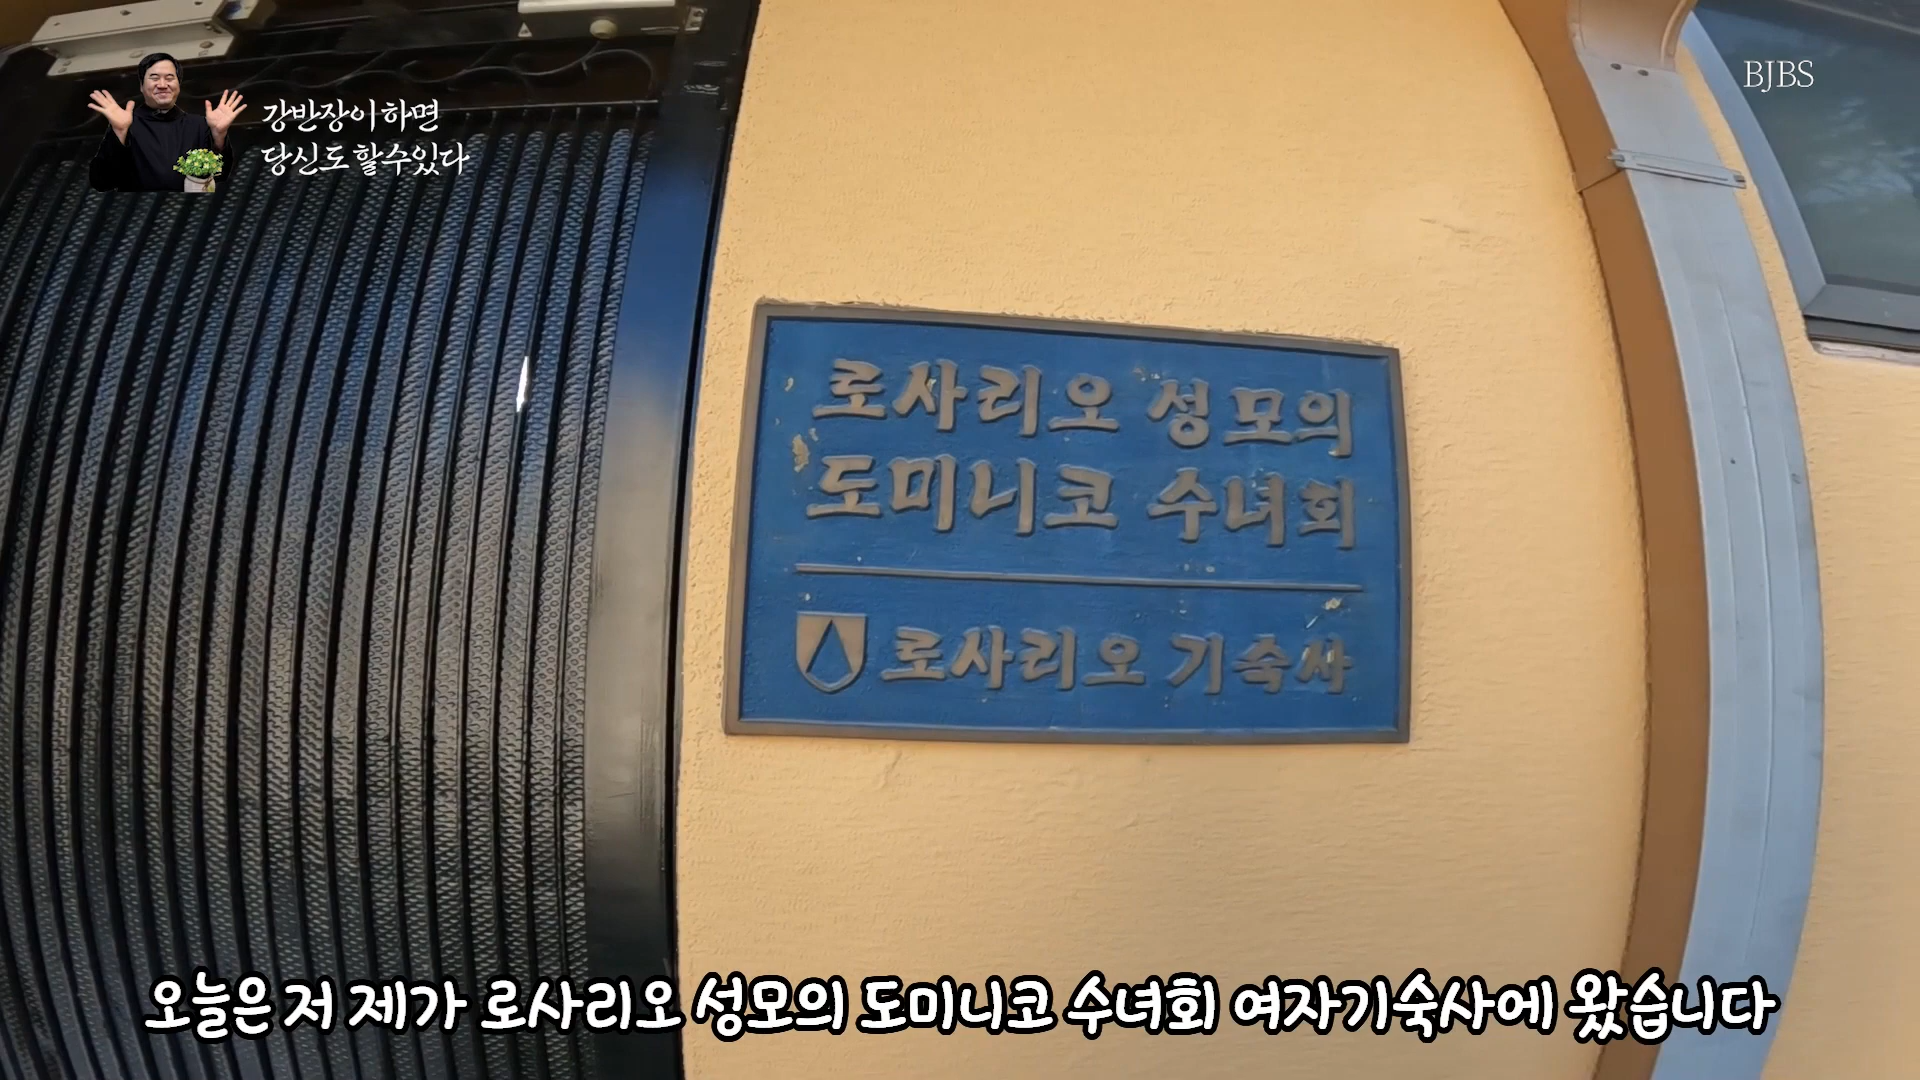 강반장이 하면
당신도 할 수 있다
BJBS
로사리오 성모의
도미니코 수녀회
로사리오 기숙사
오늘은 저 제가 로사리오 성모의 도미니코 수녀회 여자기숙사에 왔습니다